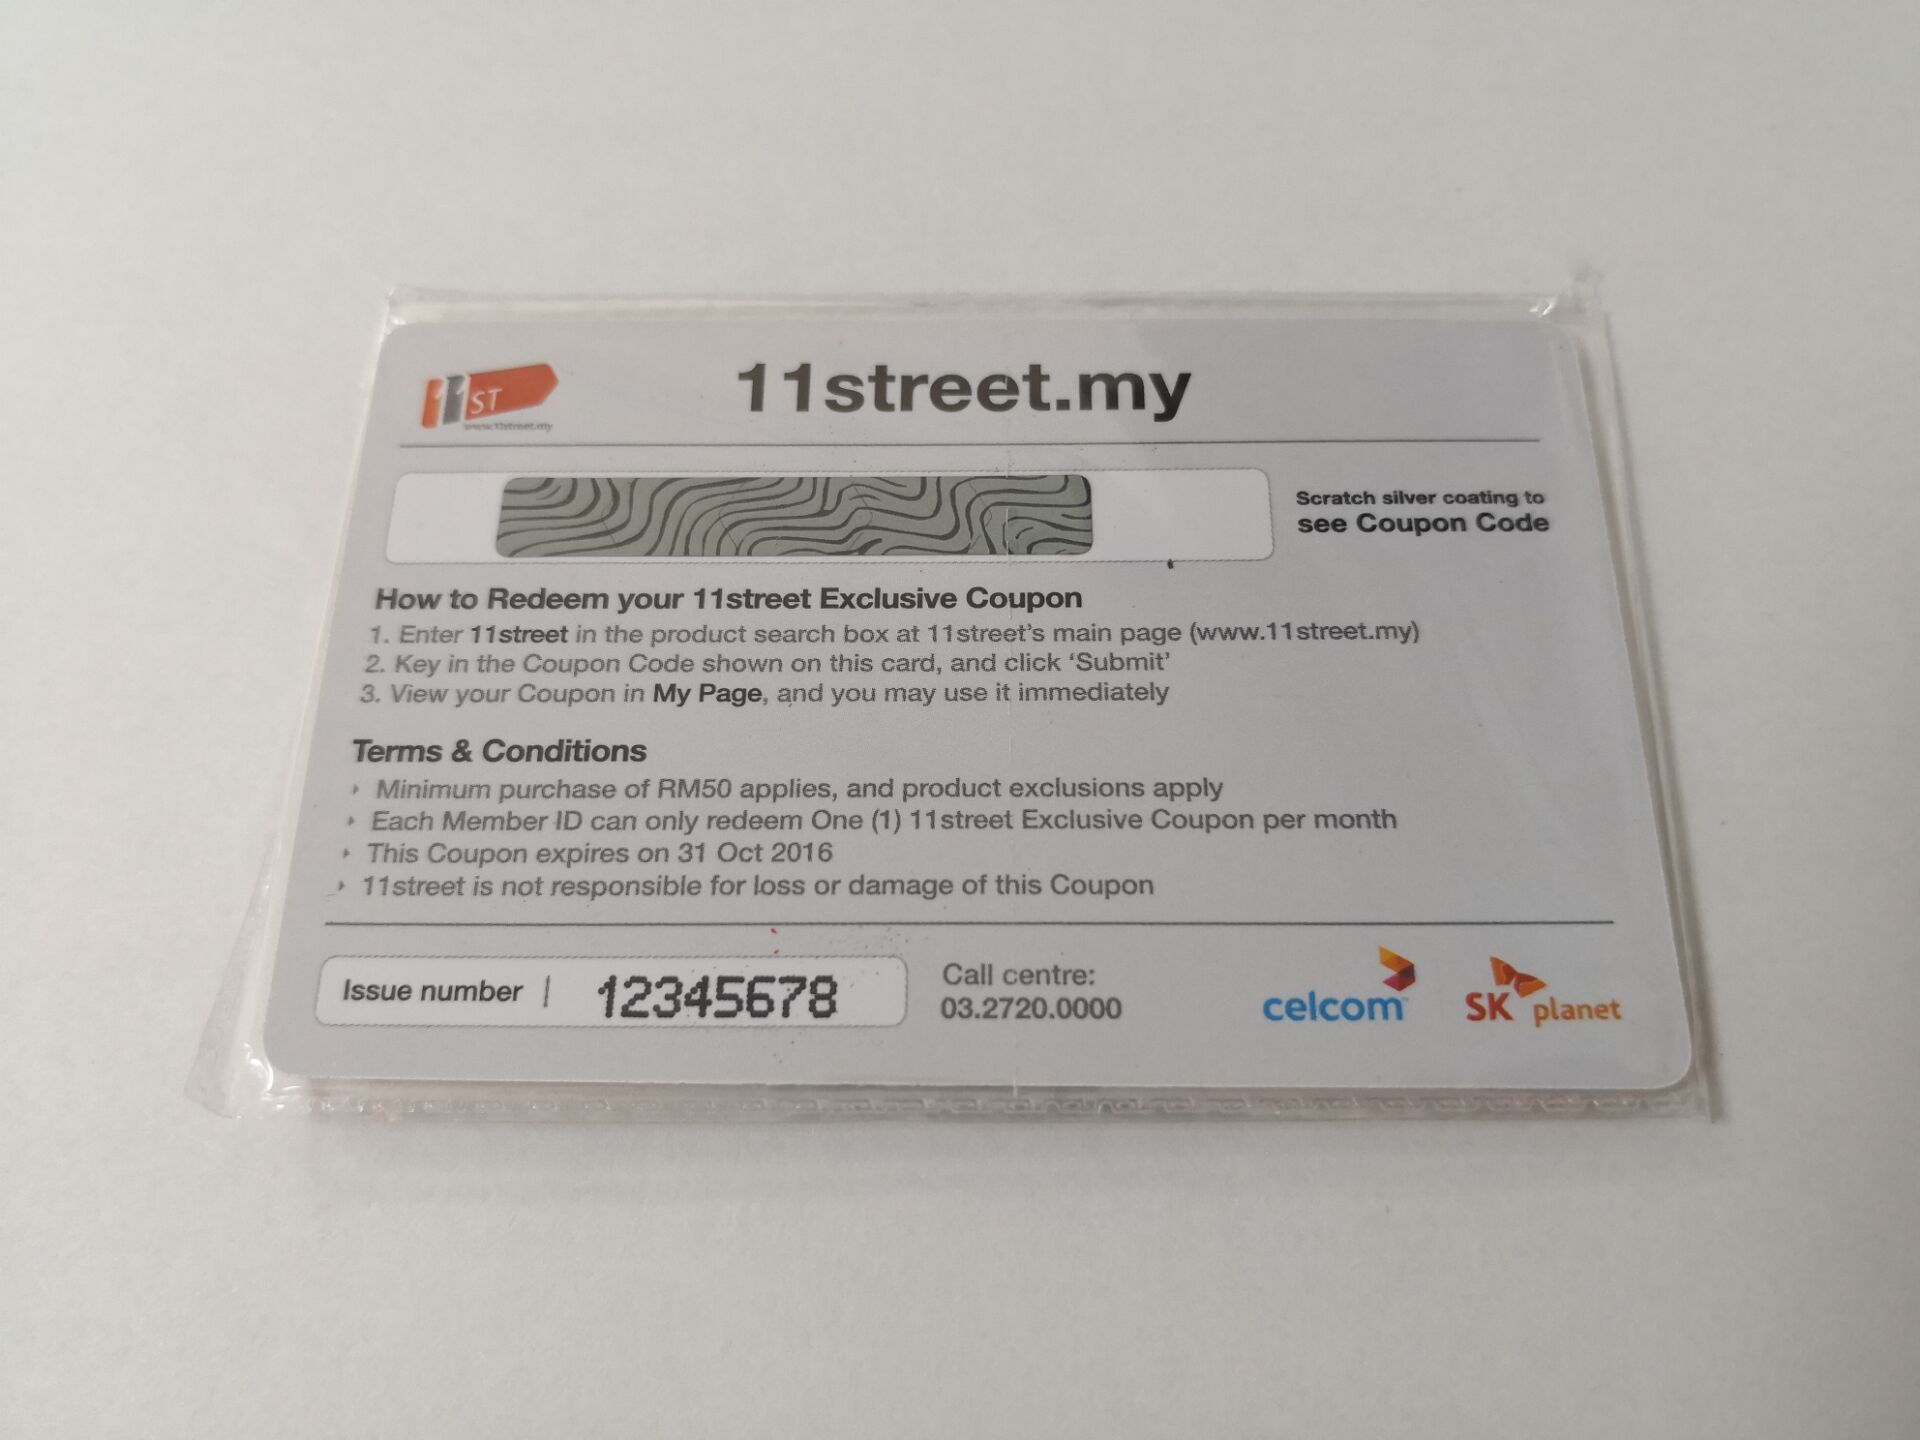 11ST
www.11street.my
11street.my
Scratch silver coating to
see Coupon Code
How to Redeem your 11street Exclusive Coupon
1. Enter 11street in the product search box at 11street's main page (www.11street.my)
2. Key in the Coupon Code shown on this card, and click ‘Submit’
3. View your Coupon in My Page, and you may use it immediately
Terms & Conditions
Minimum purchase of RM50 applies, and product exclusions apply
Each Member ID can only redeem One (1) 11street Exclusive Coupon per month
This Coupon expires on 31 Oct 2016
11street is not responsible for loss or damage of this Coupon
Issue number | 12345678
Call centre:
03.2720.0000
celcom™
SK planet